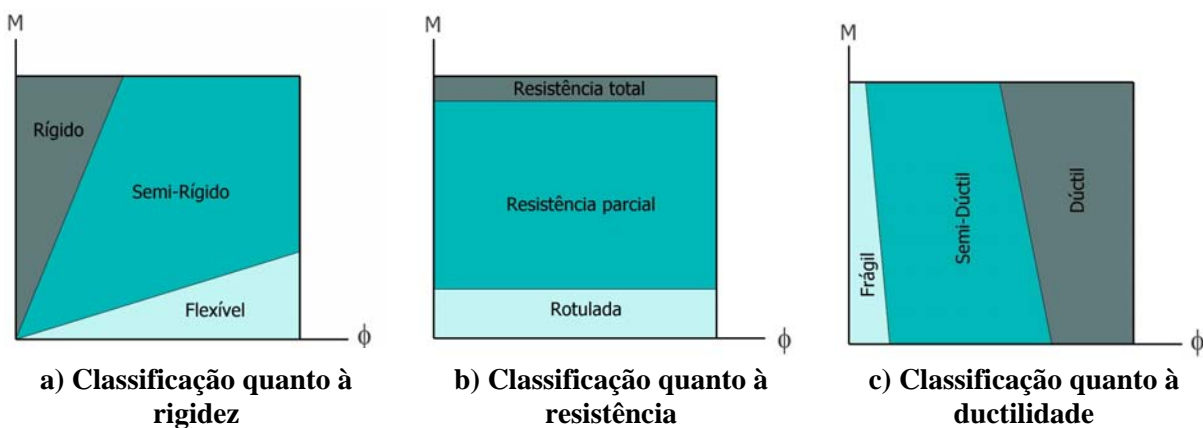 M
Rígido
Semi-Rígido
Flexível
ϕ
a) Classificação quanto à
rigidez
M
Resistência total
Resistência parcial
Rotulada
ϕ
b) Classificação quanto à
resistência
M
Frágil
Semi-Dúctil
Dúctil
ϕ
c) Classificação quanto à
ductilidade